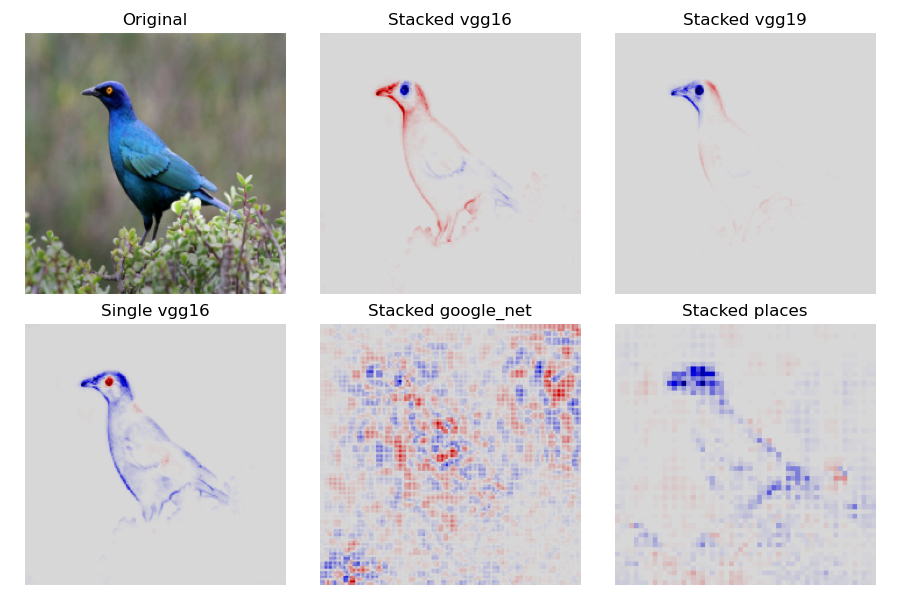 Original
Stacked vgg16
Stacked vgg19
Single vgg16
Stacked google_net
Stacked places